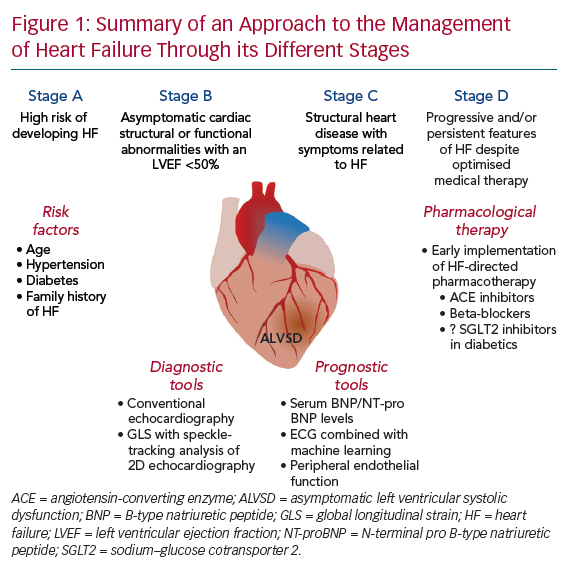 Figure 1: Summary of an Approach to the Management
of Heart Failure Through its Different Stages
Stage A
High risk of
developing HF
Stage B
Asymptomatic cardiac
structural or functional
abnormalities with an
LVEF <50%
Stage C
Structural heart
disease with
symptoms related
to HF
Stage D
Progressive and/or
persistent features
of HF despite
optimised
medical therapy
Risk
factors
• Age
• Hypertension
• Diabetes
• Family history
of HF
Pharmacological
therapy
• Early implementation
of HF-directed
pharmacotherapy
• ACE inhibitors
• Beta-blockers
• ? SGLT2 inhibitors
in diabetics
ALVSD
Diagnostic
tools
• Conventional
echocardiography
• GLS with speckle-
tracking analysis of
2D echocardiography
Prognostic
tools
• Serum BNP/NT-pro
BNP levels
• ECG combined with
machine learning
• Peripheral endothelial
function
ACE = angiotensin-converting enzyme; ALVSD = asymptomatic left ventricular systolic
dysfunction; BNP = B-type natriuretic peptide; GLS = global longitudinal strain; HF = heart
failure; LVEF = left ventricular ejection fraction; NT-proBNP = N-terminal pro B-type natriuretic
peptide; SGLT2 = sodium–glucose cotransporter 2.